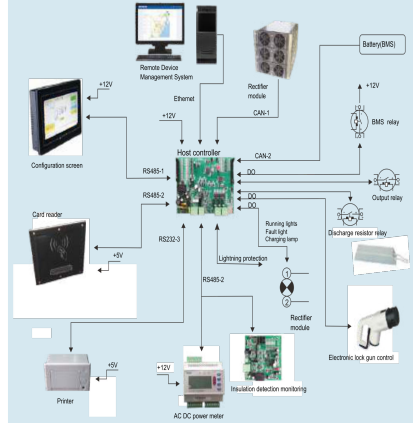 Remote Device
Management System
Rectifier
module
Battery(BMS)
+12V
+12V
BMS relay
Ethernet
CAN-1
+12V
Configuration screen
Host controller
CAN-2
DO
RS485-1
RS485-2
Output relay
Card reader
DO
DO
DO
Running lights
Fault light
Charging lamp
Discharge resistor relay
RS232-3
Lightning protection
+5V
RS485-2
1
2
Rectifier
module
Electronic lock gun control
+5V
+12V
Printer
Insulation detection monitoring
AC DC power meter